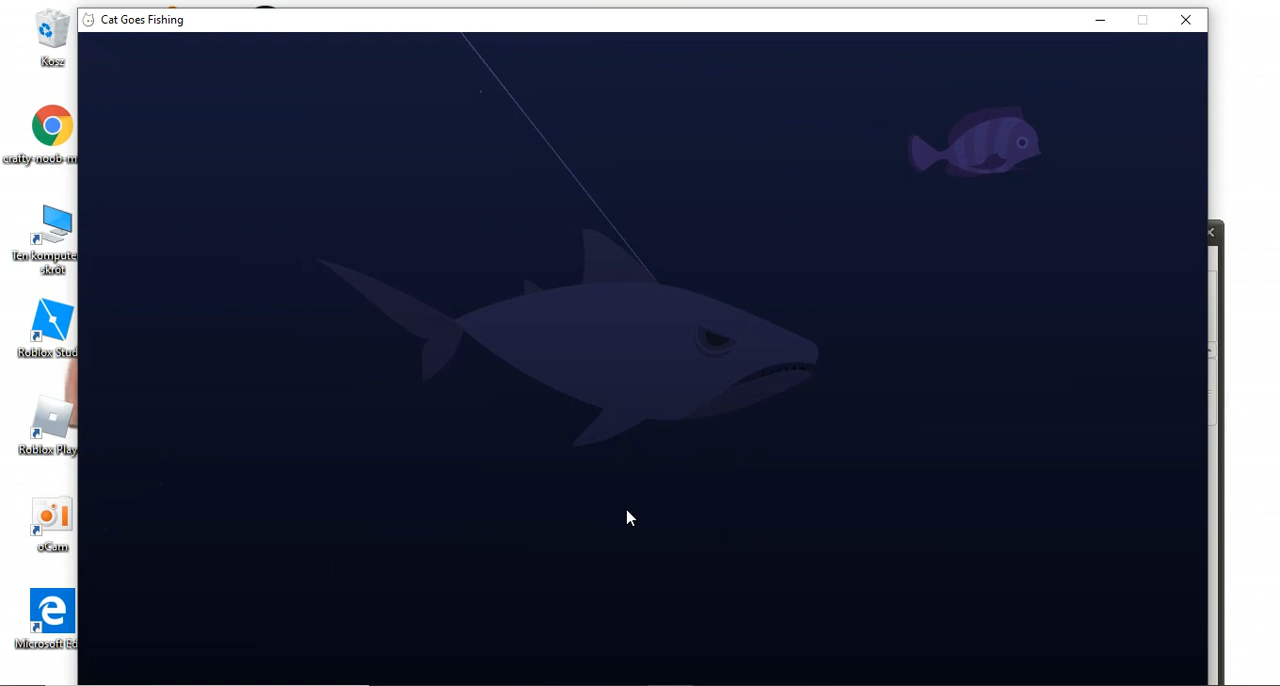 Cat Goes Fishing
Kosz
crafty-noob-m
Ten komputer
skrót
Roblox Stud
Roblox Play
oCam
Microsoft Ed